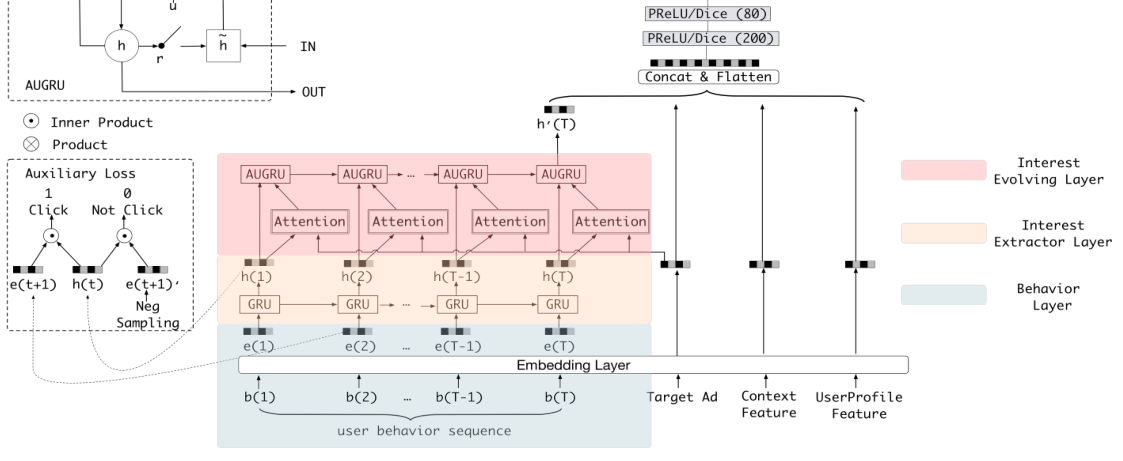 ũ
PReLU/Dice (80)
h
r
h̃
IN
PReLU/Dice (200)
AUGRU
OUT
Concat & Flatten
Inner Product
Product
h'(T)
Auxiliary Loss
1
0
Click
Not Click
AUGRU
AUGRU
...
AUGRU
AUGRU
Interest
Evolving Layer
Attention
Attention
Attention
Attention
Interest
Extractor Layer
e(t+1)
h(t)
e(t+1)'
Neg
Sampling
h(1)
h(2)
h(T-1)
h(T)
GRU
GRU
...
GRU
GRU
Behavior
Layer
e(1)
e(2)
...
e(T-1)
e(T)
Embedding Layer
b(1)
b(2)
...
b(T-1)
b(T)
Target Ad
Context
Feature
UserProfile
Feature
user behavior sequence